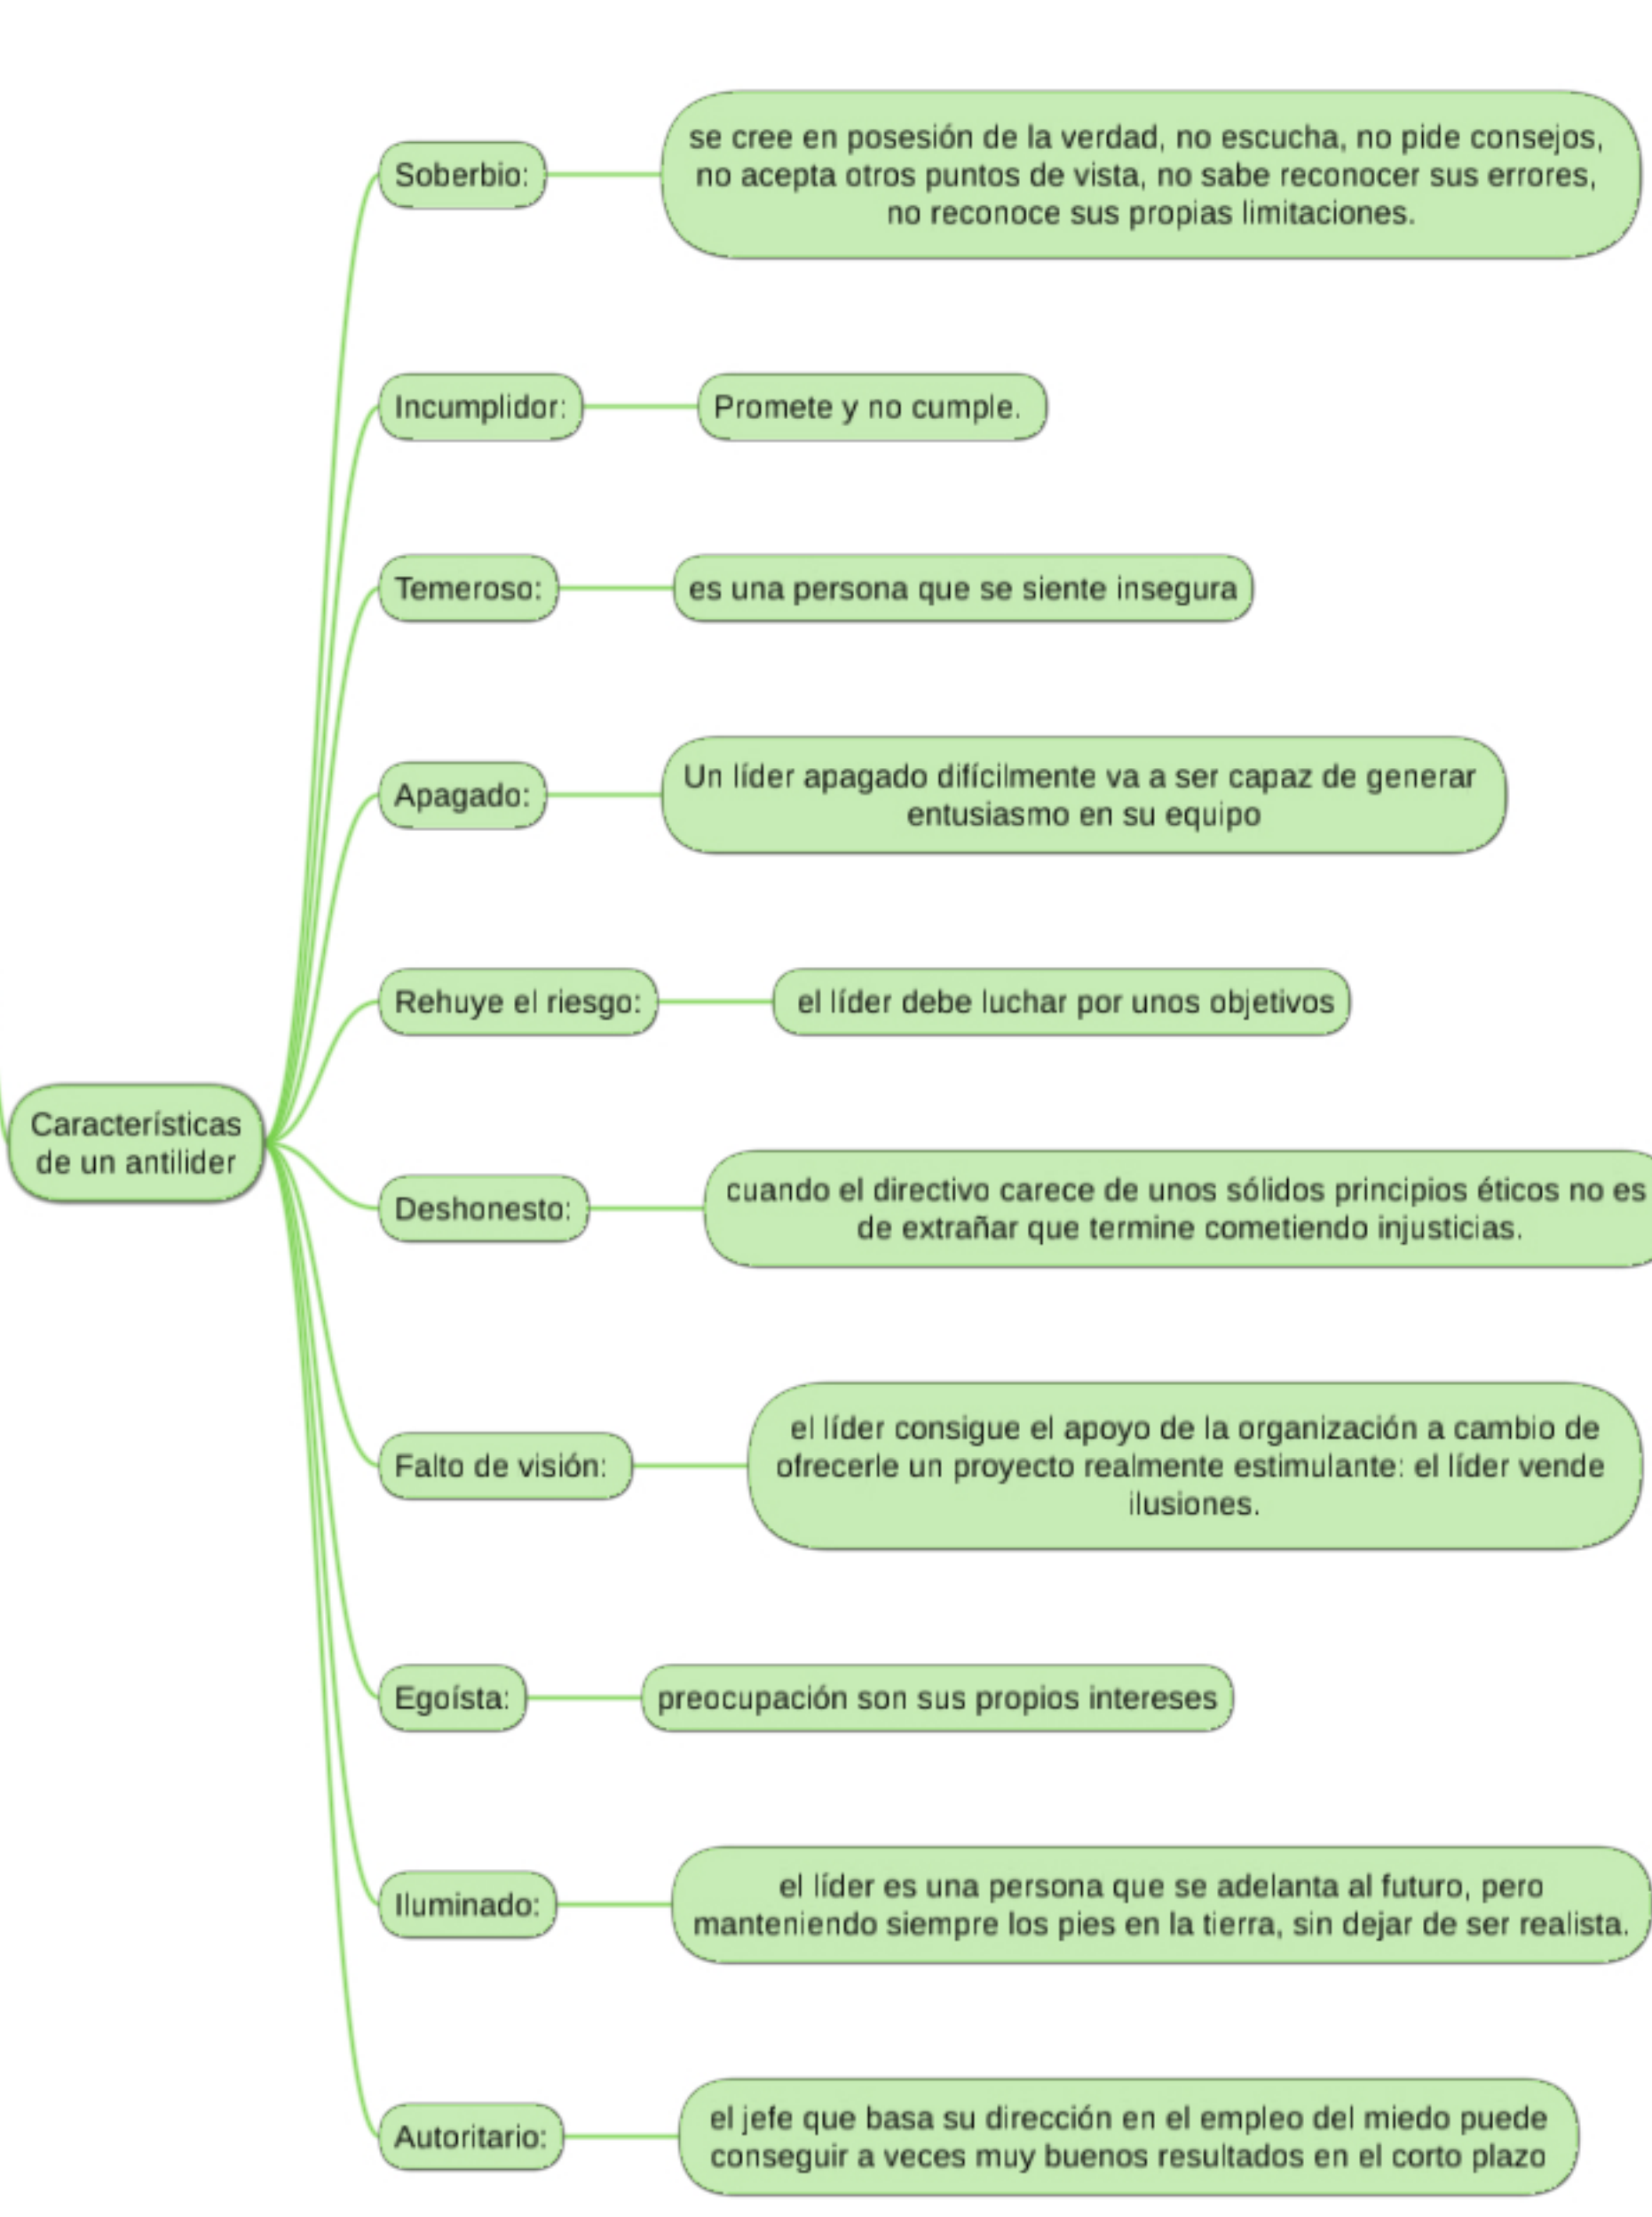 Soberbio:
se cree en posesión de la verdad, no escucha, no pide consejos,
no acepta otros puntos de vista, no sabe reconocer sus errores,
no reconoce sus propias limitaciones.
Incumplidor:
Promete y no cumple.
Temeroso:
es una persona que se siente insegura
Apagado:
Un líder apagado difícilmente va a ser capaz de generar
entusiasmo en su equipo
Rehuye el riesgo:
el líder debe luchar por unos objetivos
Características
de un antilider
Deshonesto:
cuando el directivo carece de unos sólidos principios éticos no es
de extrañar que termine cometiendo injusticias.
Falto de visión:
el líder consigue el apoyo de la organización a cambio de
ofrecerle un proyecto realmente estimulante: el líder vende
ilusiones.
Egoísta:
preocupación son sus propios intereses
Iluminado:
el líder es una persona que se adelanta al futuro, pero
manteniendo siempre los pies en la tierra, sin dejar de ser realista.
Autoritario:
el jefe que basa su dirección en el empleo del miedo puede
conseguir a veces muy buenos resultados en el corto plazo